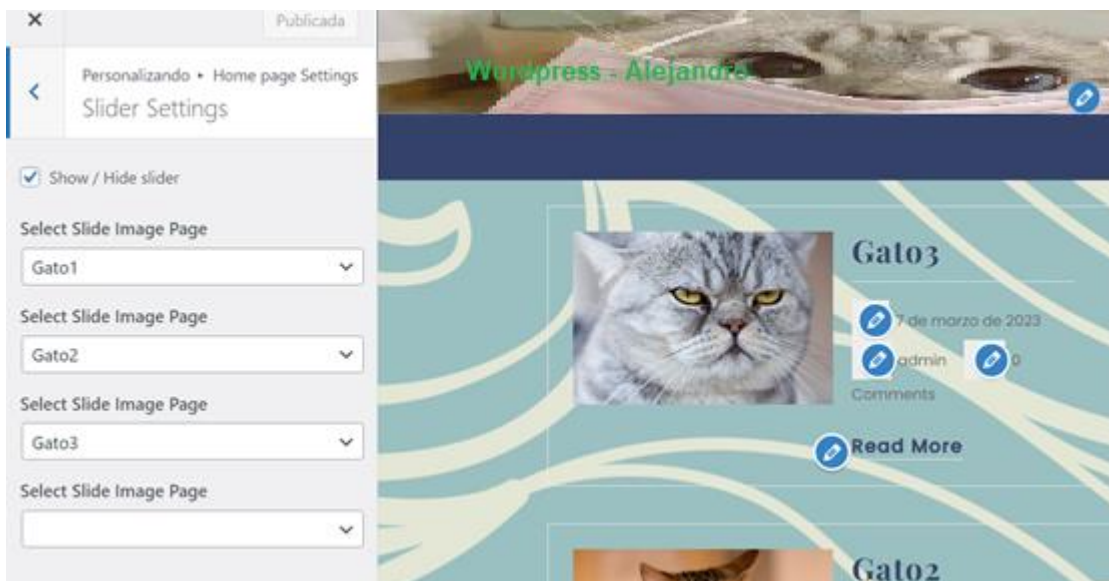 Publicada
Personalizando • Home page Settings
Slider Settings
Show / Hide slider
Select Slide Image Page
Gato1
Select Slide Image Page
Gato2
Select Slide Image Page
Gato3
Select Slide Image Page
Wordpress - Alejandro
Gato3
7 de marzo de 2023
admin
0
Comments
Read More
Gato2